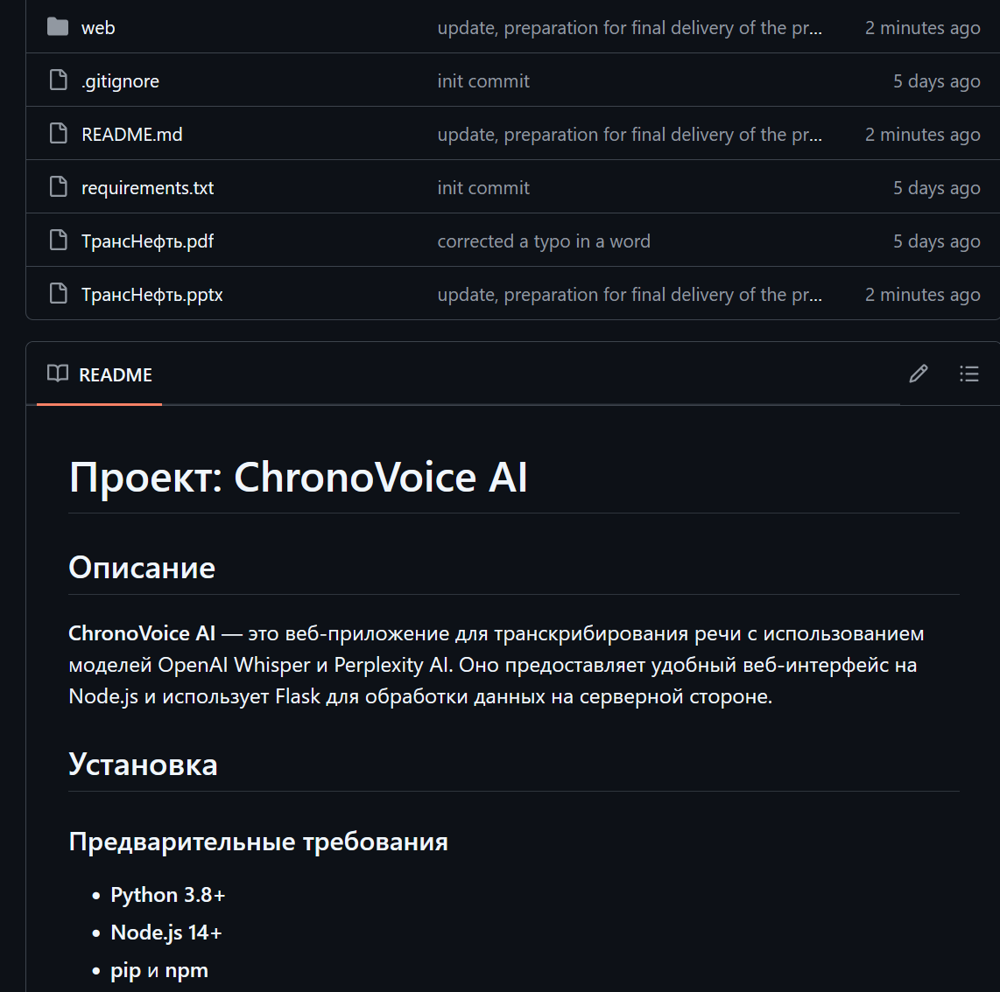 web update, preparation for final delivery of the pr... 2 minutes ago
.gitignore init commit 5 days ago
README.md update, preparation for final delivery of the pr... 2 minutes ago
requirements.txt init commit 5 days ago
ТрансНефть.pdf corrected a typo in a word 5 days ago
ТрансНефть.pptx update, preparation for final delivery of the pr... 2 minutes ago
README
Проект: ChronoVoice AI
Описание
ChronoVoice AI — это веб-приложение для транскрибирования речи с использованием
моделей OpenAI Whisper и Perplexity AI. Оно предоставляет удобный веб-интерфейс на
Node.js и использует Flask для обработки данных на серверной стороне.
Установка
Предварительные требования
• Python 3.8+
• Node.js 14+
• pip и npm